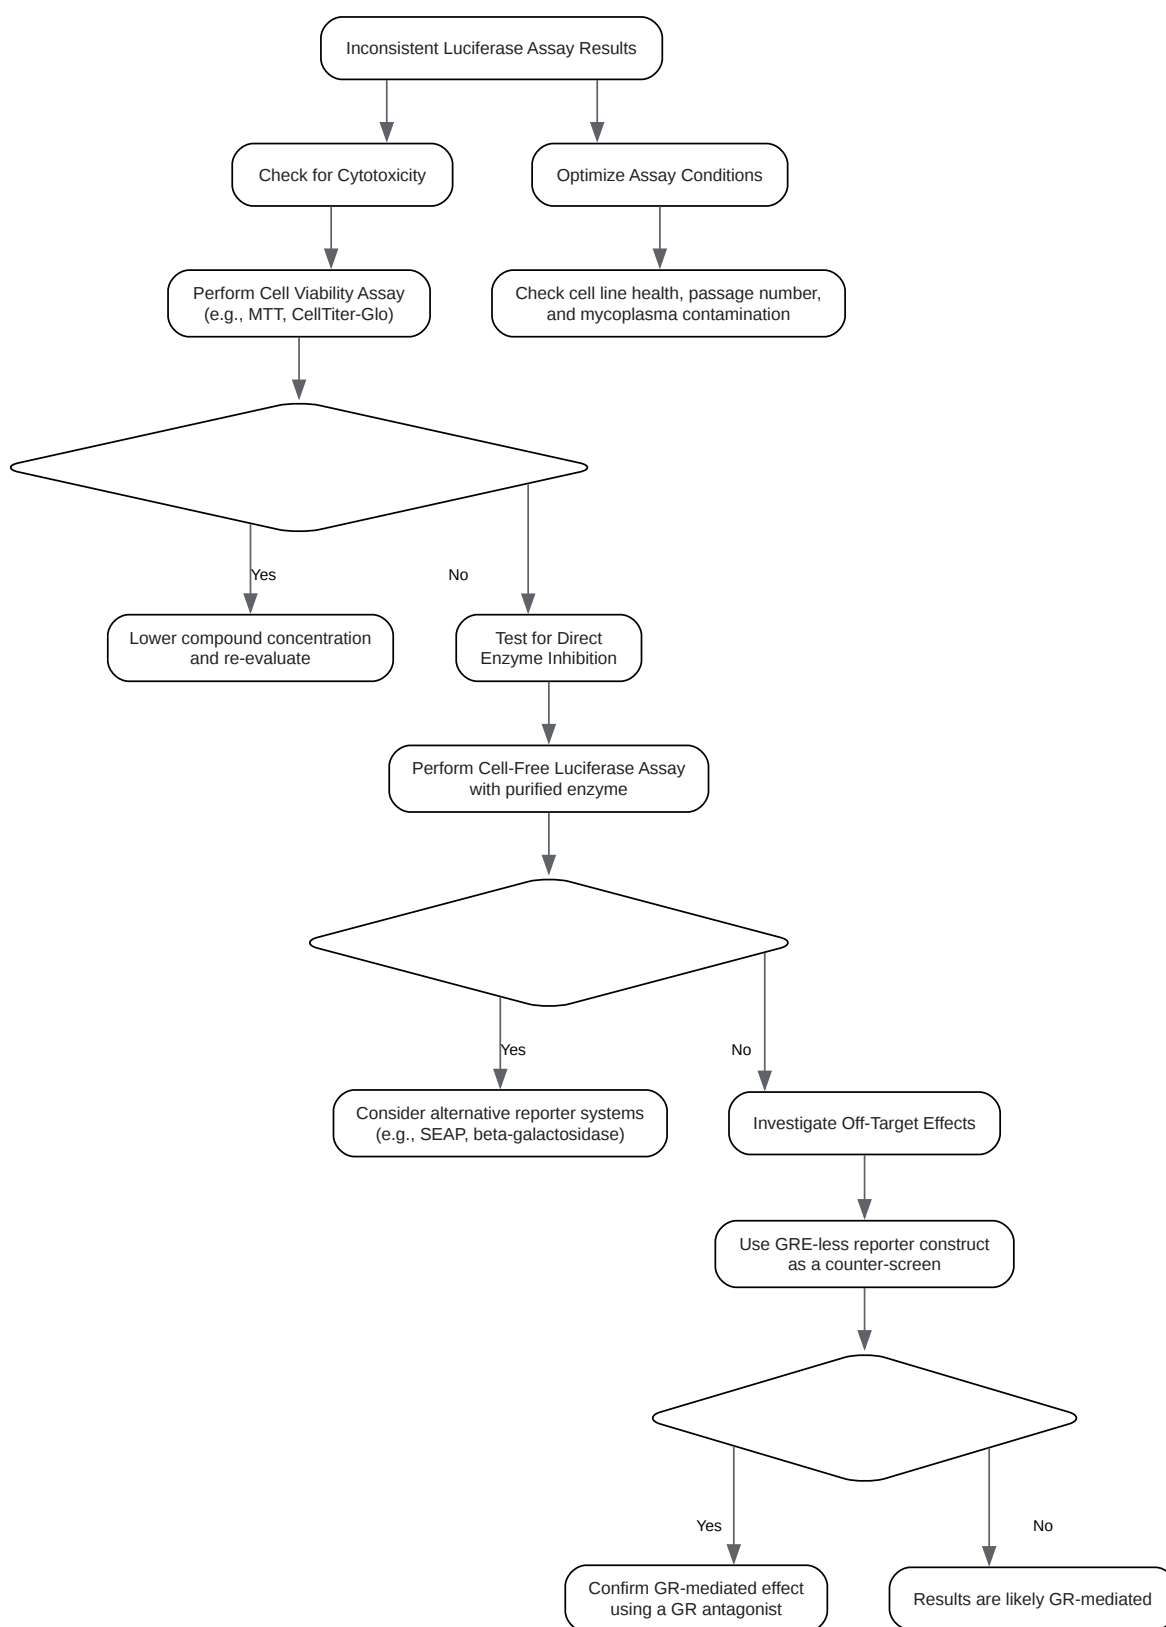 Inconsistent Luciferase Assay Results
Check for Cytotoxicity
Optimize Assay Conditions
Perform Cell Viability Assay
(e.g., MTT, CellTiter-Glo)
Check cell line health, passage number,
and mycoplasma contamination
Yes
No
Lower compound concentration
and re-evaluate
Test for Direct
Enzyme Inhibition
Perform Cell-Free Luciferase Assay
with purified enzyme
Yes
No
Consider alternative reporter systems
(e.g., SEAP, beta-galactosidase)
Investigate Off-Target Effects
Use GRE-less reporter construct
as a counter-screen
Yes
No
Confirm GR-mediated effect
using a GR antagonist
Results are likely GR-mediated